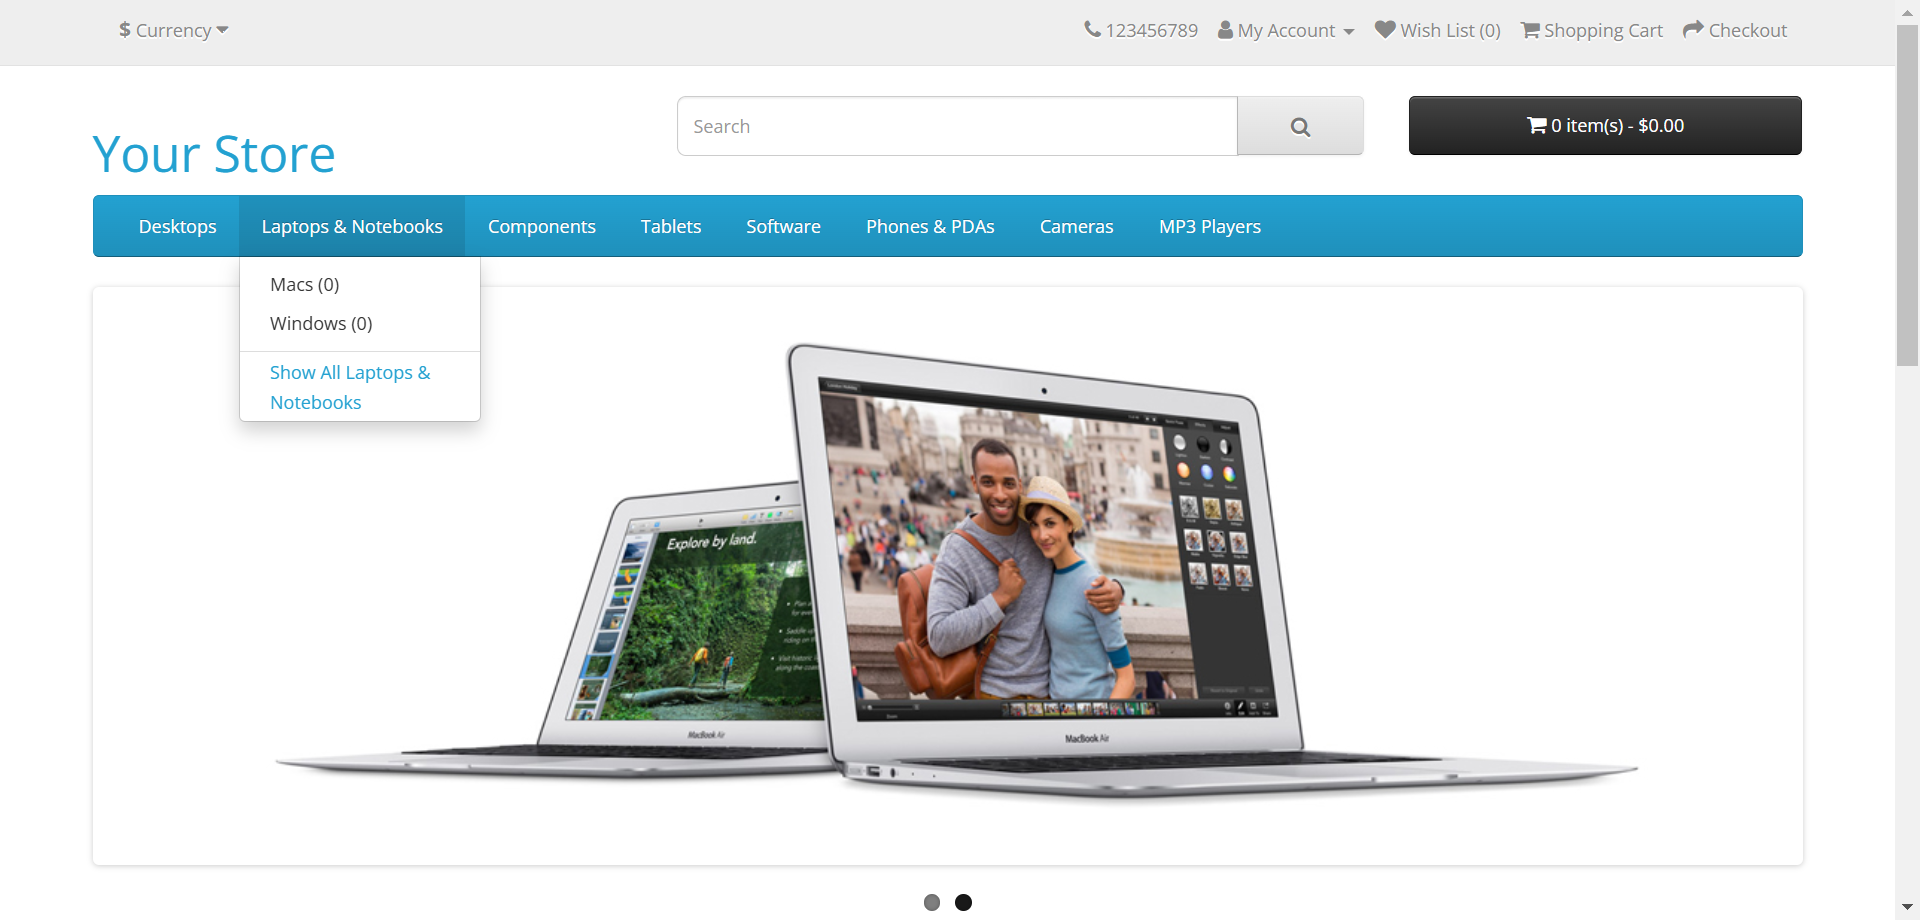 $ Currency
123456789 My Account Wish List (0) Shopping Cart Checkout
Your Store
Search
0 item(s) - $0.00
Desktops Laptops & Notebooks Components Tablets Software Phones & PDAs Cameras MP3 Players
Macs (0)
Windows (0)
Show All Laptops &
Notebooks
Explore by land.
MacBook Air
MacBook Air